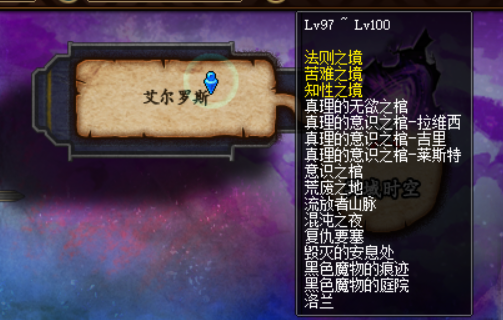 艾尔罗斯
Lv97 ~ Lv100
法则之境
苦难之境
知性之境
真理的无欲之棺
真理的意识之棺-拉维西
真理的意识之棺-吉里
真理的意识之棺-莱斯特
意识之棺
荒废之地
流放者山脉
混沌之夜
复仇要塞
毁灭的安息处
黑色魔物的痕迹
黑色魔物的庭院
洛兰
域时空